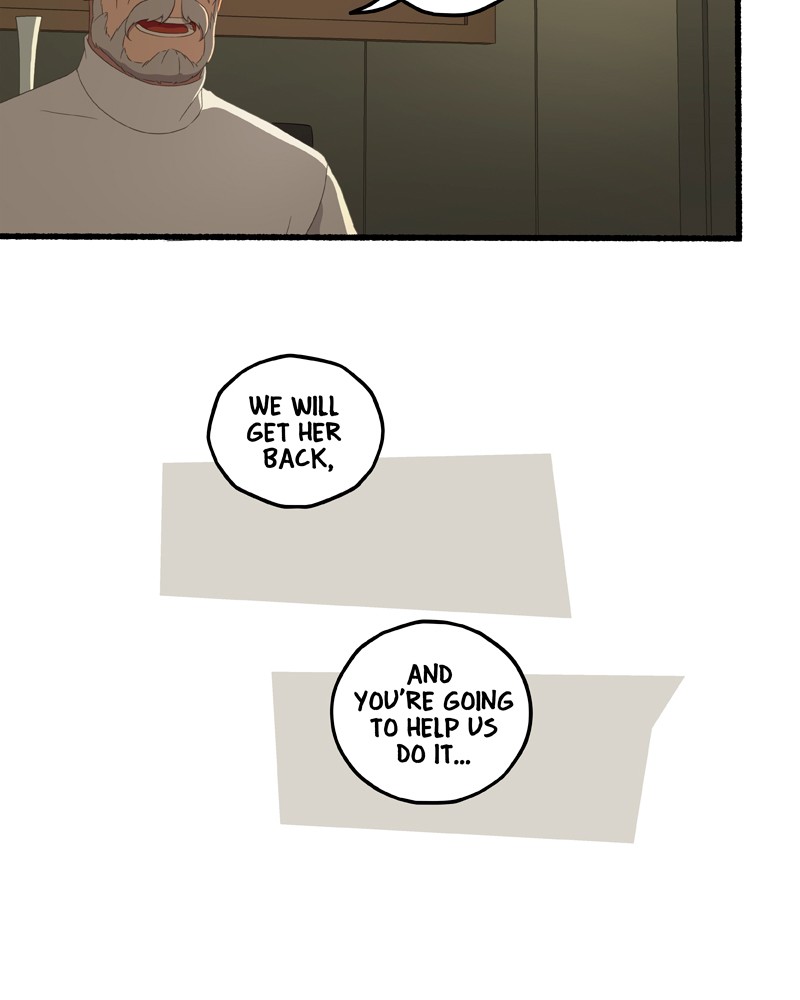 WE WILL
GET HER
BACK,
AND
YOU'RE GOING
TO HELP US
DO IT...